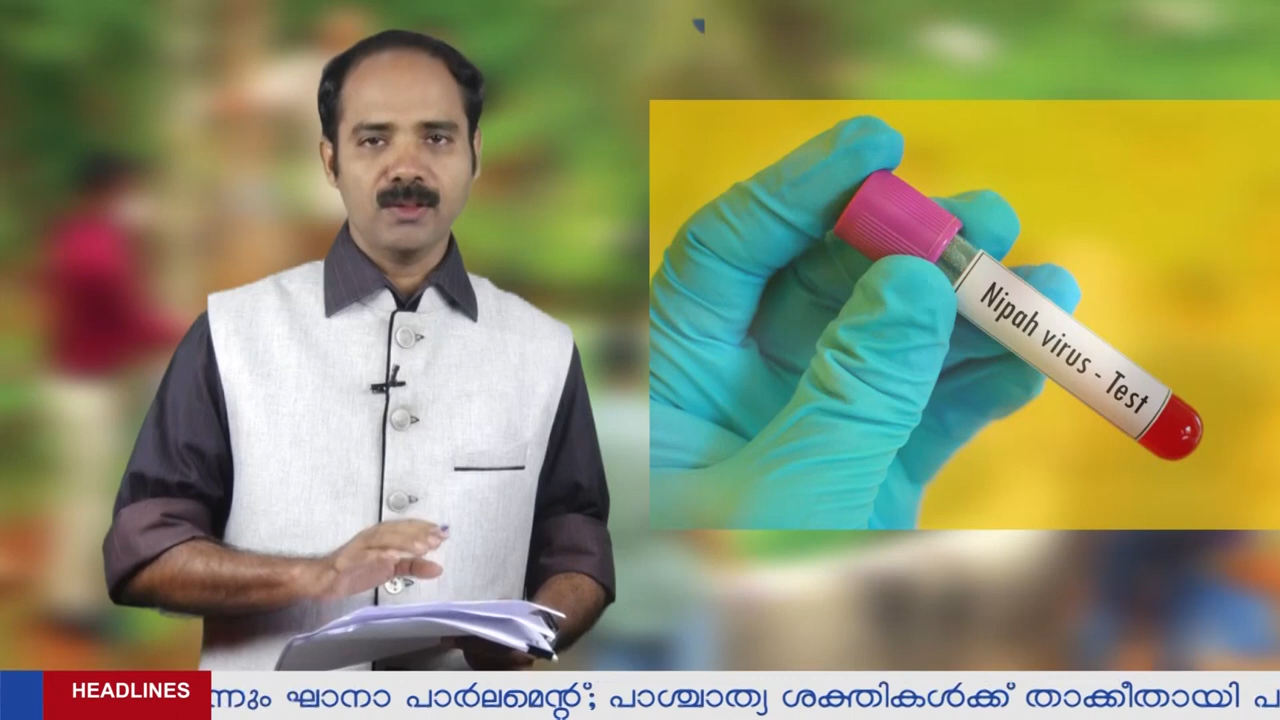 Nipah virus - Test
HEADLINES
ന്നും ഘാനാ പാർലമെന്റ്; പാശ്ചാത്യ ശക്തികൾക്ക് താക്കീതായി